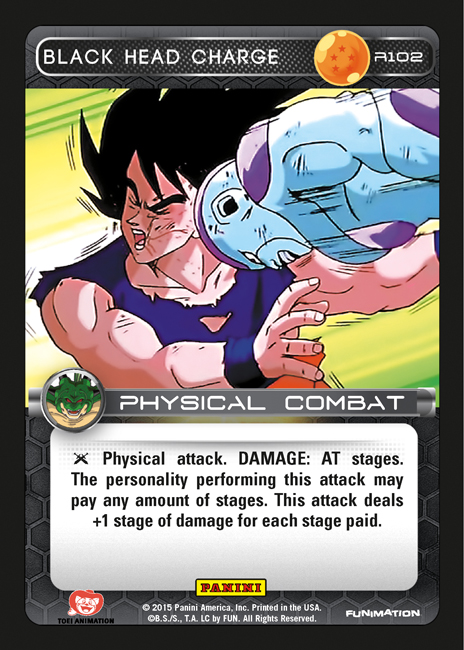 BLACK HEAD CHARGE
R102
PHYSICAL COMBAT
Physical attack. DAMAGE: AT stages.
The personality performing this attack may
pay any amount of stages. This attack deals
+1 stage of damage for each stage paid.
PANINI
TOEI ANIMATION
© 2015 Panini America, Inc. Printed in the USA.
©B.S./S., T.A. LC by FUN. All Rights Reserved.
FUNIMATION